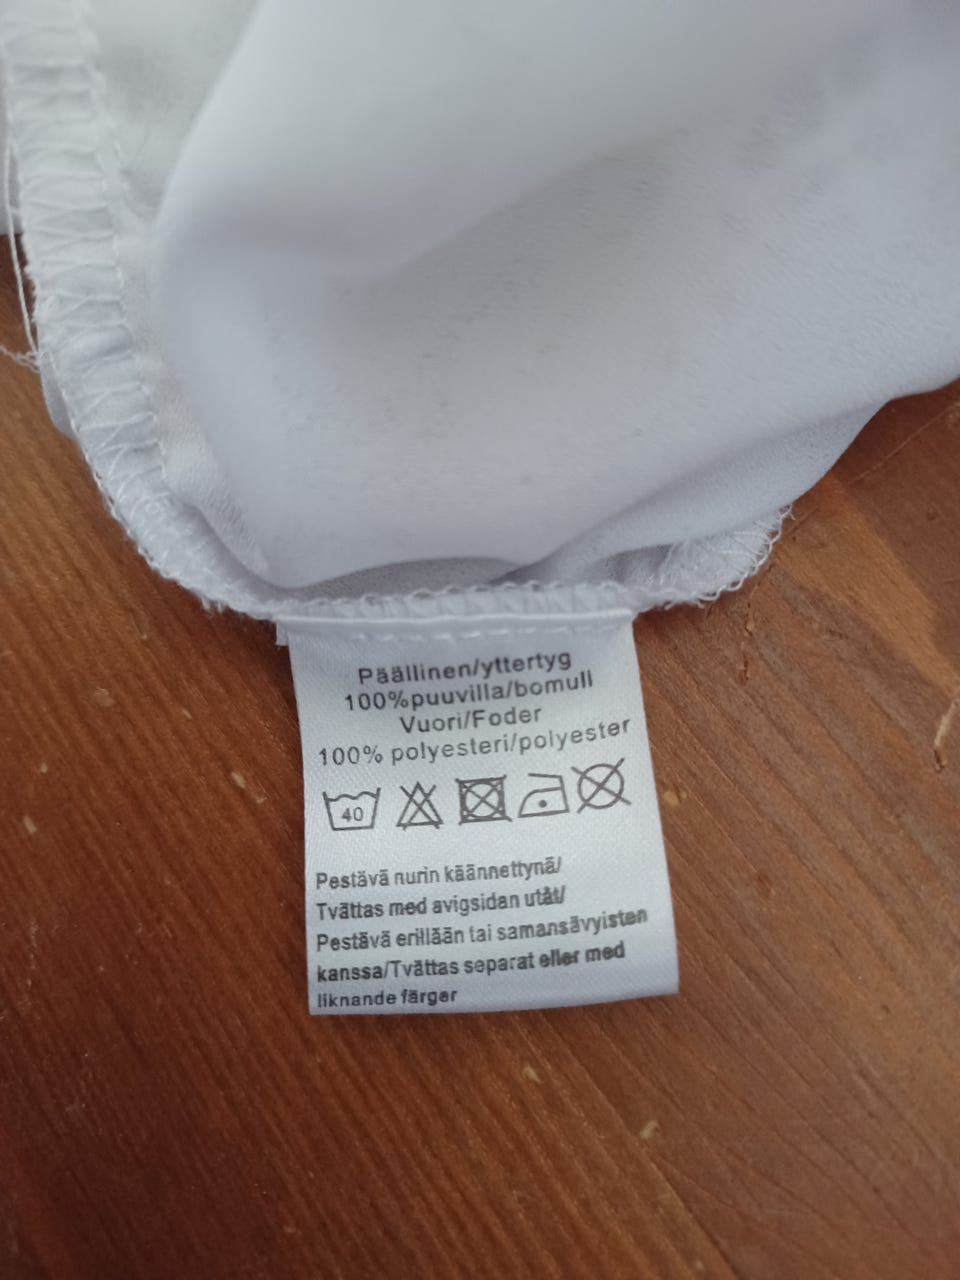 Päällinen/yttertyg
100%puuvilla/bomull
Vuori/Foder
100% polyesteri/polyester
40
Pestävä nurin käännettynä/
Tvättas med avigsidan utåt/
Pestävä erillään tai samansävyisten
kanssa/Tvättas separat eller med
liknande färger